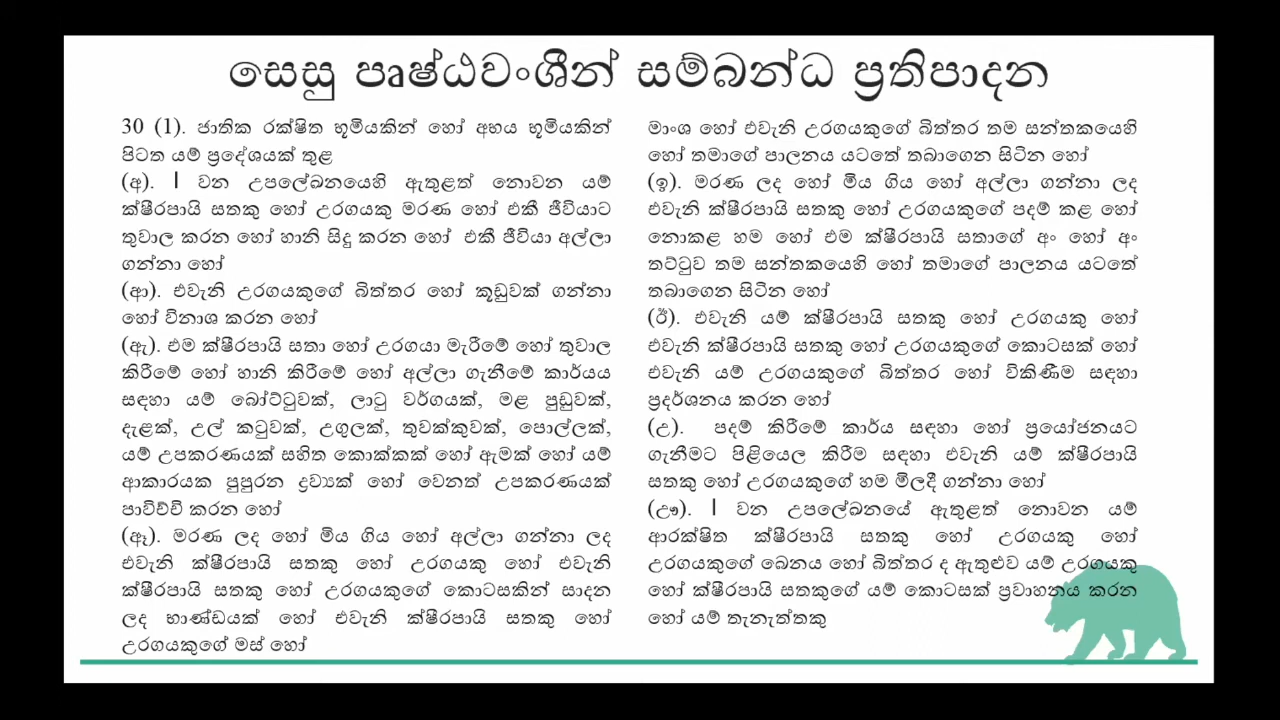 සෙසු පෘෂ්ඨවංශීන් සම්බන්ධ ප්‍රතිපාදන
30 (1). ජාතික රක්ෂිත භූමියකින් හෝ අභය භූමියකින්
පිටත යම් ප්‍රදේශයක් තුළ
(අ). I වන උපලේඛනයෙහි ඇතුළත් නොවන යම්
ක්ෂීරපායි සතකු හෝ උරගයකු මරණ හෝ එකී ජීවියාට
තුවාල කරන හෝ හානි සිදු කරන හෝ එකී ජීවියා අල්ලා
ගන්නා හෝ
(ආ). එවැනි උරගයකුගේ බිත්තර හෝ කූඩුවක් ගන්නා
හෝ විනාශ කරන හෝ
(ඇ). එම ක්ෂීරපායි සතා හෝ උරගයා මැරීමේ හෝ තුවාල
කිරීමේ හෝ හානි කිරීමේ හෝ අල්ලා ගැනීමේ කාර්යය
සඳහා යම් බෝට්ටුවක්, ලාටු වර්ගයක්, මළ පුඩුවක්,
දැළක්, උල් කටුවක්, උගුලක්, තුවක්කුවක්, පොල්ලක්,
යම් උපකරණයක් සහිත කොක්කක් හෝ ඇමක් හෝ යම්
ආකාරයක පුපුරන ද්‍රව්‍යක් හෝ වෙනත් උපකරණයක්
පාවිච්චි කරන හෝ
(ඈ). මරණ ලද හෝ මිය ගිය හෝ අල්ලා ගන්නා ලද
එවැනි ක්ෂීරපායි සතකු හෝ උරගයකු හෝ එවැනි
ක්ෂීරපායි සතකු හෝ උරගයකුගේ කොටසකින් සාදන
ලද භාණ්ඩයක් හෝ එවැනි ක්ෂීරපායි සතකු හෝ
උරගයකුගේ මස් හෝ
මාංශ හෝ එවැනි උරගයකුගේ බිත්තර තම සන්තකයෙහි
හෝ තමාගේ පාලනය යටතේ තබාගෙන සිටින හෝ
(ඉ). මරණ ලද හෝ මිය ගිය හෝ අල්ලා ගන්නා ලද
එවැනි ක්ෂීරපායි සතකු හෝ උරගයකුගේ පදම් කළ හෝ
නොකළ හම හෝ එම ක්ෂීරපායි සතාගේ අං හෝ අං
තට්ටුව තම සන්තකයෙහි හෝ තමාගේ පාලනය යටතේ
තබාගෙන සිටින හෝ
(ඊ). එවැනි යම් ක්ෂීරපායි සතකු හෝ උරගයකු හෝ
එවැනි ක්ෂීරපායි සතකු හෝ උරගයකුගේ කොටසක් හෝ
එවැනි යම් උරගයකුගේ බිත්තර හෝ විකිණීම සඳහා
ප්‍රදර්ශනය කරන හෝ
(උ). පදම් කිරීමේ කාර්ය සඳහා හෝ ප්‍රයෝජනයට
ගැනීමට පිළියෙල කිරීම සඳහා එවැනි යම් ක්ෂීරපායි
සතකු හෝ උරගයකුගේ හම මිලදී ගන්නා හෝ
(ඌ). I වන උපලේඛනයේ ඇතුළත් නොවන යම්
ආරක්ෂිත ක්ෂීරපායි සතකු හෝ උරගයකු හෝ
උරගයකුගේ බෙනය හෝ බිත්තර ද ඇතුළුව යම් උරගයකු
හෝ ක්ෂීරපායි සතකුගේ යම් කොටසක් ප්‍රවාහනය කරන
හෝ යම් තැනැත්තකු